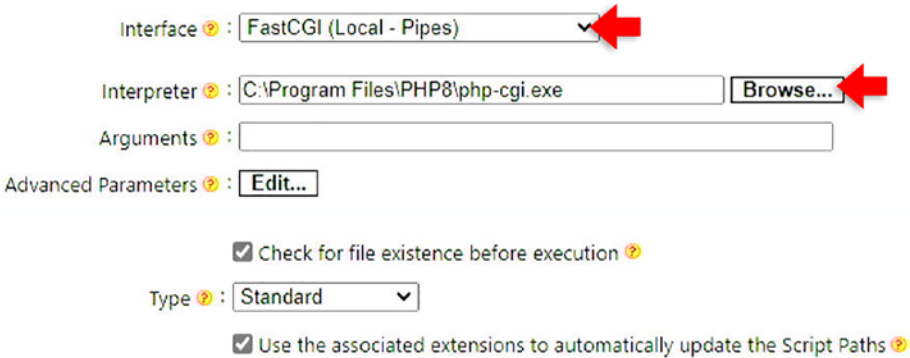 Interface ? : FastCGI (Local - Pipes)
Interpreter ? : C:\Program Files\PHP8\php-cgi.exe Browse...
Arguments ? :
Advanced Parameters ? : Edit...
Check for file existence before execution ?
Type ? : Standard
Use the associated extensions to automatically update the Script Paths ?